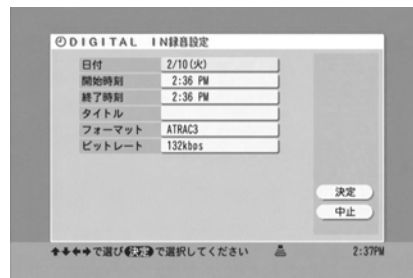 DIGITAL IN録音設定
日付 2/10(火)
開始時刻 2:36 PM
終了時刻 2:36 PM
タイトル
フォーマット ATRAC3
ビットレート 132kbps
決定
中止
↑↓←→で選び決定で選択してください 2:37PM